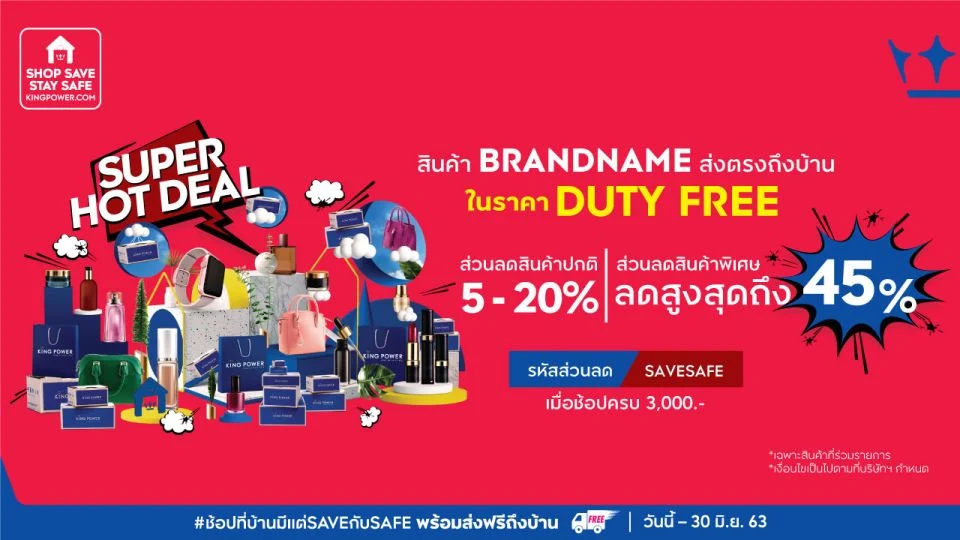 SHOP SAVE
STAY SAFE
KINGPOWER.COM
SUPER
HOT DEAL
สินค้า BRANDNAME ส่งตรงถึงบ้าน
ในราคา DUTY FREE
ส่วนลดสินค้าปกติ
5 - 20%
ส่วนลดสินค้าพิเศษ
ลดสูงสุดถึง 45%
รหัสส่วนลด SAVESAFE
เมื่อช้อปครบ 3,000.-
KING POWER
KING POWER
*เฉพาะสินค้าที่ร่วมรายการ
*เงื่อนไขเป็นไปตามที่บริษัทฯ กำหนด
#ช้อปที่บ้านมีแต่SAVEกับSAFE พร้อมส่งฟรีถึงบ้าน FREE วันนี้ – 30 มิ.ย. 63